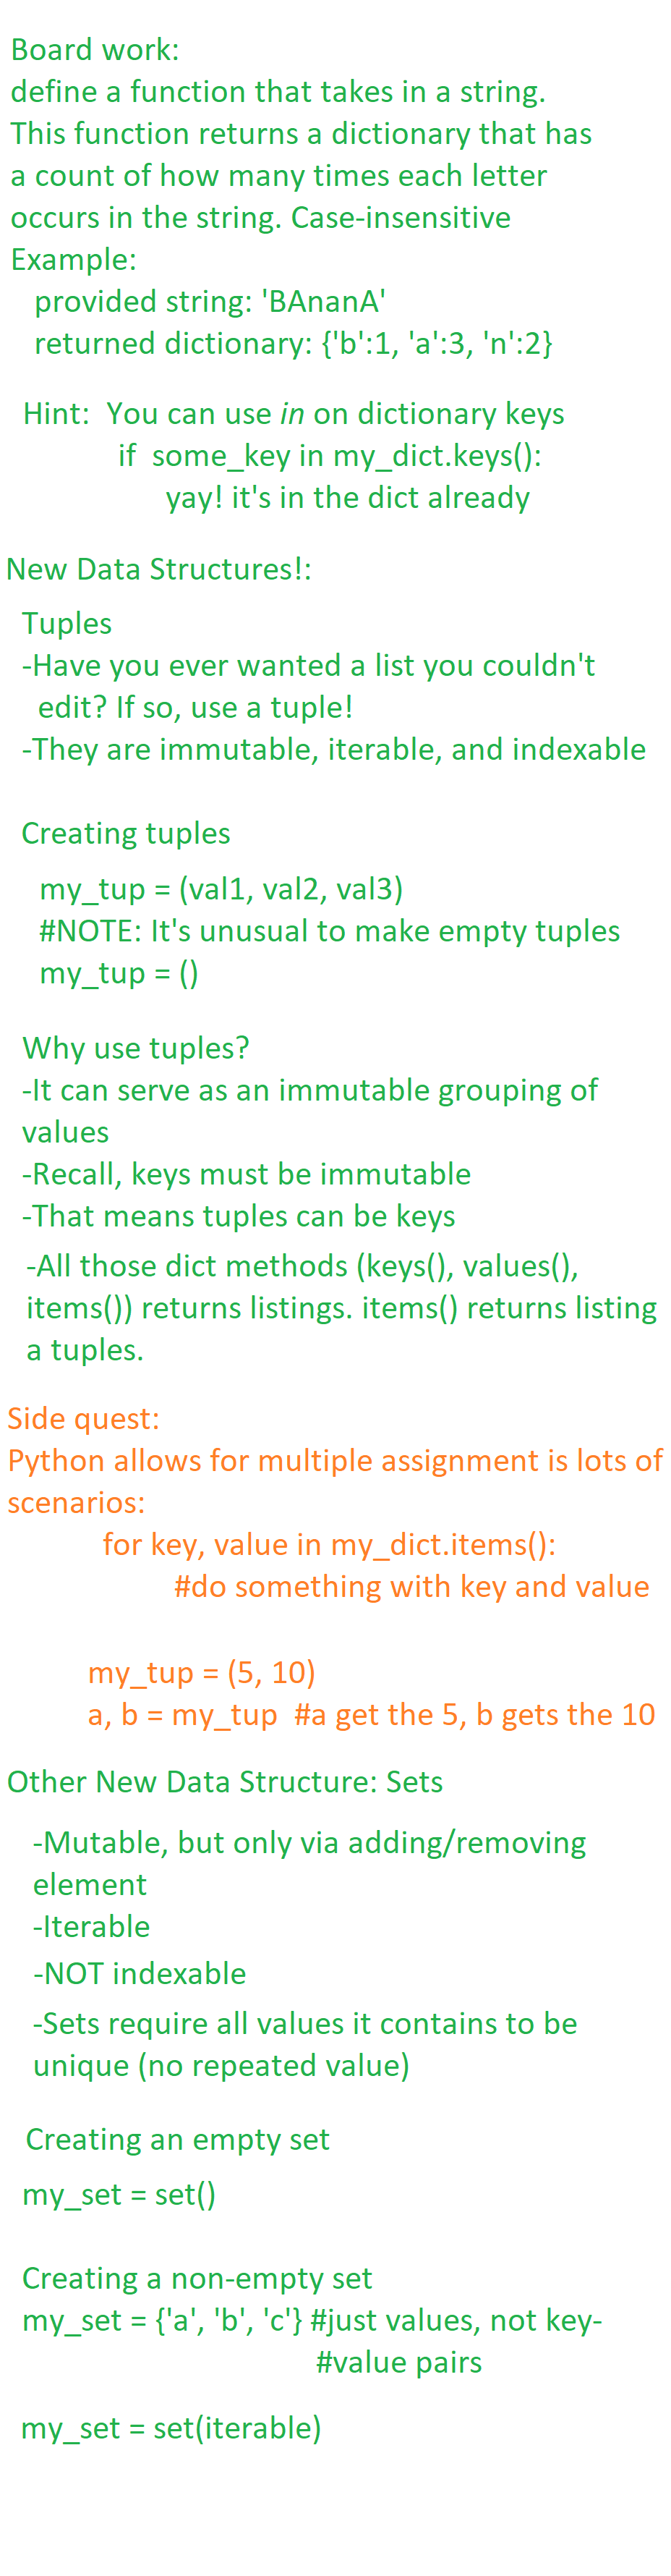 Board work:
define a function that takes in a string.
This function returns a dictionary that has
a count of how many times each letter
occurs in the string. Case-insensitive
Example:
provided string: 'BAnanA'
returned dictionary: {'b':1, 'a':3, 'n':2}
Hint:  You can use in on dictionary keys
if  some_key in my_dict.keys():
yay! it's in the dict already
New Data Structures!:
Tuples
-Have you ever wanted a list you couldn't
edit? If so, use a tuple!
-They are immutable, iterable, and indexable
Creating tuples
my_tup = (val1, val2, val3)
#NOTE: It's unusual to make empty tuples
my_tup = ()
Why use tuples?
-It can serve as an immutable grouping of
values
-Recall, keys must be immutable
-That means tuples can be keys
-All those dict methods (keys(), values(),
items()) returns listings. items() returns listing
a tuples.
Side quest:
Python allows for multiple assignment is lots of
scenarios:
for key, value in my_dict.items():
#do something with key and value
my_tup = (5, 10)
a, b = my_tup  #a get the 5, b gets the 10
Other New Data Structure: Sets
-Mutable, but only via adding/removing
element
-Iterable
-NOT indexable
-Sets require all values it contains to be
unique (no repeated value)
Creating an empty set
my_set = set()
Creating a non-empty set
my_set = {'a', 'b', 'c'} #just values, not key-
#value pairs
my_set = set(iterable)